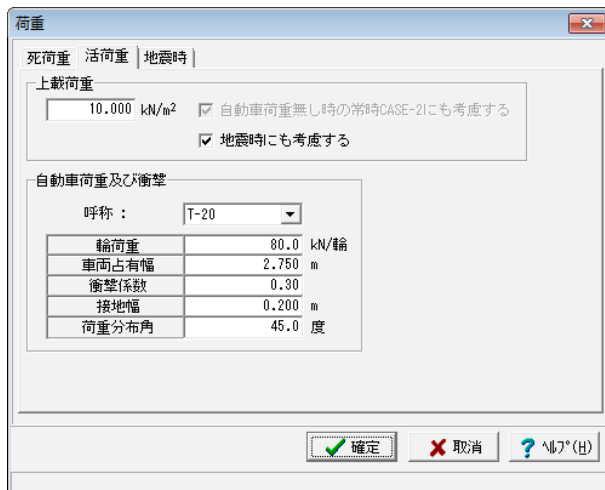 荷重
死荷重 活荷重 地震時
上載荷重
10.000 kN/m² 自動車荷重無し時の常時CASE-2にも考慮する
地震時にも考慮する
自動車荷重及び衝撃
呼称 : T-20
輪荷重 80.0 kN/輪
車両占有幅 2.750 m
衝撃係数 0.30
接地幅 0.200 m
荷重分布角 45.0 度
確定 取消 ﾍﾙﾌﾟ(H)